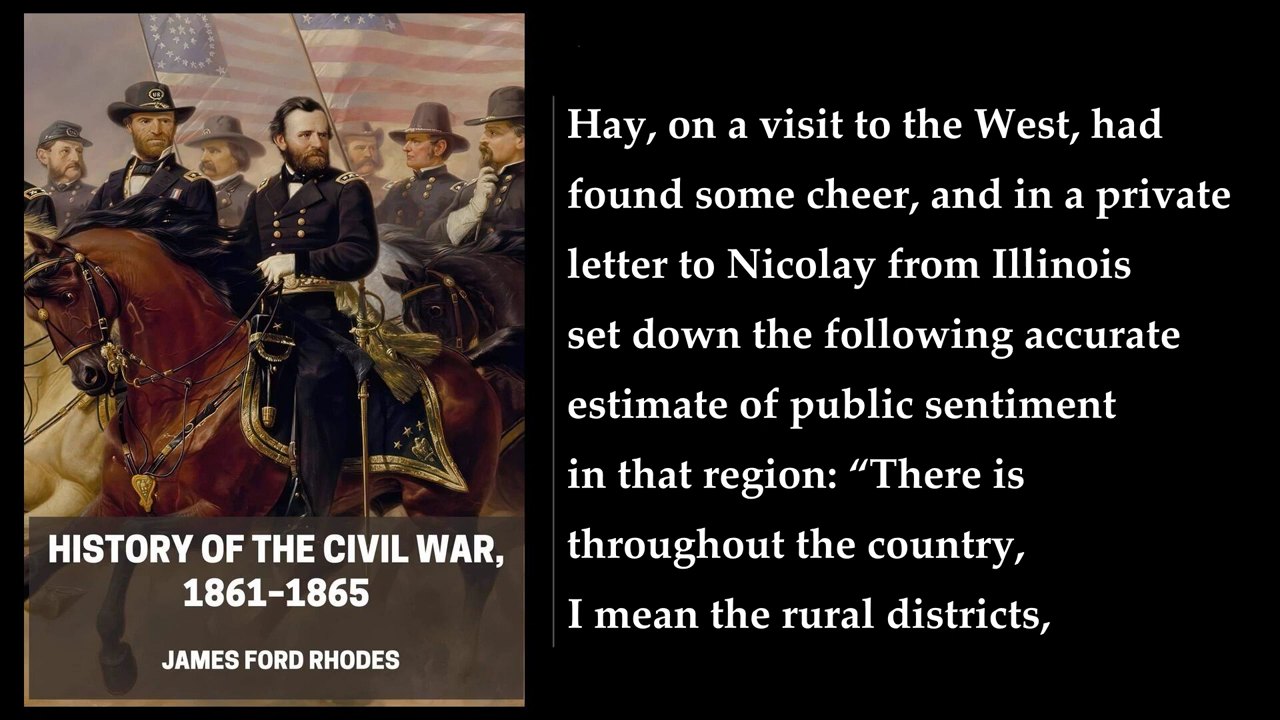 HISTORY OF THE CIVIL WAR,
1861–1865
JAMES FORD RHODES
Hay, on a visit to the West, had
found some cheer, and in a private
letter to Nicolay from Illinois
set down the following accurate
estimate of public sentiment
in that region: “There is
throughout the country,
I mean the rural districts,